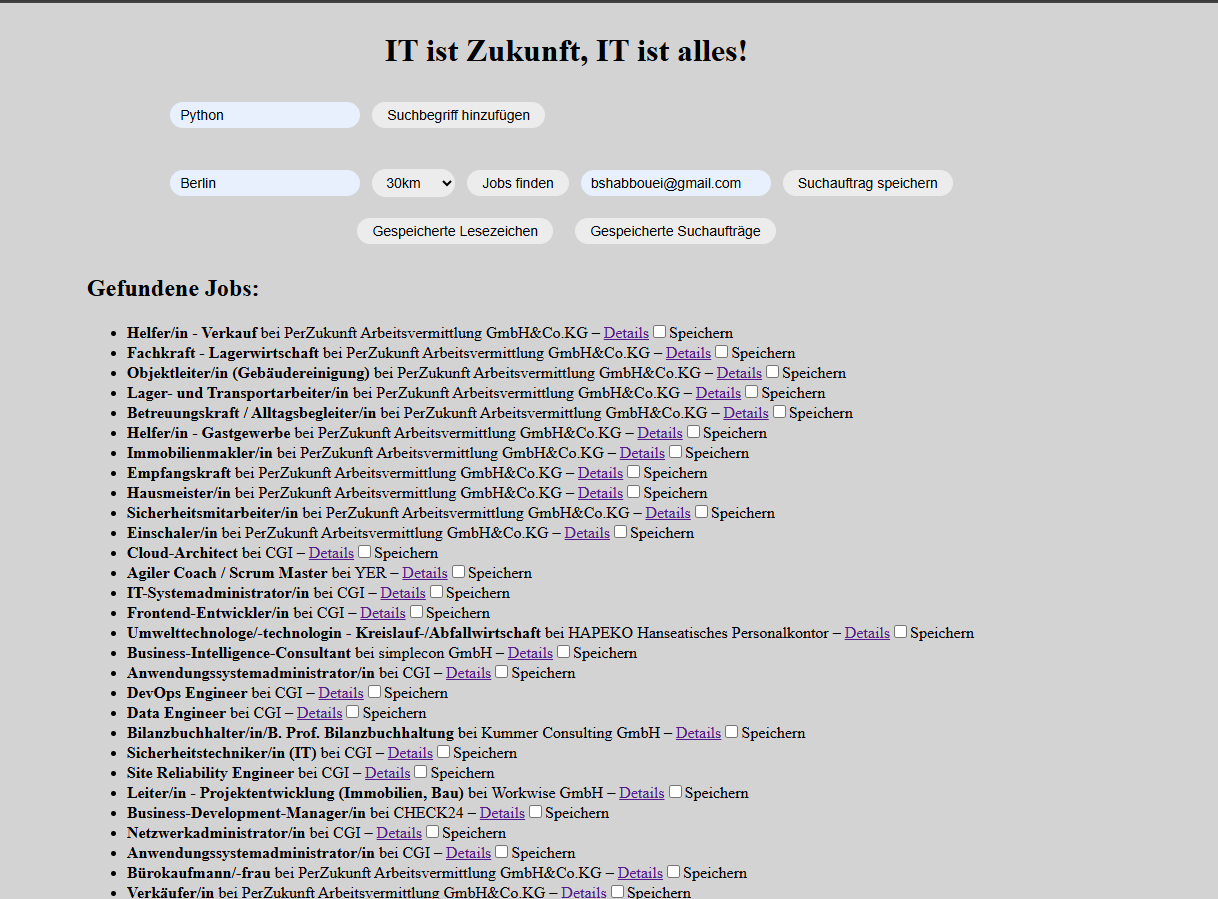 IT ist Zukunft, IT ist alles!
Python Suchbegriff hinzufügen
Berlin 30km Jobs finden bshabbouei@gmail.com Suchauftrag speichern
Gespeicherte Lesezeichen Gespeicherte Suchaufträge
Gefundene Jobs:
Helfer/in - Verkauf bei PerZukunft Arbeitsvermittlung GmbH&Co.KG – Details Speichern
Fachkraft - Lagerwirtschaft bei PerZukunft Arbeitsvermittlung GmbH&Co.KG – Details Speichern
Objektleiter/in (Gebäudereinigung) bei PerZukunft Arbeitsvermittlung GmbH&Co.KG – Details Speichern
Lager- und Transportarbeiter/in bei PerZukunft Arbeitsvermittlung GmbH&Co.KG – Details Speichern
Betreuungskraft / Alltagsbegleiter/in bei PerZukunft Arbeitsvermittlung GmbH&Co.KG – Details Speichern
Helfer/in - Gastgewerbe bei PerZukunft Arbeitsvermittlung GmbH&Co.KG – Details Speichern
Immobilienmakler/in bei PerZukunft Arbeitsvermittlung GmbH&Co.KG – Details Speichern
Empfangskraft bei PerZukunft Arbeitsvermittlung GmbH&Co.KG – Details Speichern
Hausmeister/in bei PerZukunft Arbeitsvermittlung GmbH&Co.KG – Details Speichern
Sicherheitsmitarbeiter/in bei PerZukunft Arbeitsvermittlung GmbH&Co.KG – Details Speichern
Einschaler/in bei PerZukunft Arbeitsvermittlung GmbH&Co.KG – Details Speichern
Cloud-Architect bei CGI – Details Speichern
Agiler Coach / Scrum Master bei YER – Details Speichern
IT-Systemadministrator/in bei CGI – Details Speichern
Frontend-Entwickler/in bei CGI – Details Speichern
Umwelttechnologe/-technologin - Kreislauf-/Abfallwirtschaft bei HAPEKO Hanseatisches Personalkontor – Details Speichern
Business-Intelligence-Consultant bei simplecon GmbH – Details Speichern
Anwendungssystemadministrator/in bei CGI – Details Speichern
DevOps Engineer bei CGI – Details Speichern
Data Engineer bei CGI – Details Speichern
Bilanzbuchhalter/in/B. Prof. Bilanzbuchhaltung bei Kummer Consulting GmbH – Details Speichern
Sicherheitstechniker/in (IT) bei CGI – Details Speichern
Site Reliability Engineer bei CGI – Details Speichern
Leiter/in - Projektentwicklung (Immobilien, Bau) bei Workwise GmbH – Details Speichern
Business-Development-Manager/in bei CHECK24 – Details Speichern
Netzwerkadministrator/in bei CGI – Details Speichern
Anwendungssystemadministrator/in bei CGI – Details Speichern
Bürokaufmann/-frau bei PerZukunft Arbeitsvermittlung GmbH&Co.KG – Details Speichern
Verkäufer/in bei PerZukunft Arbeitsvermittlung GmbH&Co.KG – Details Speichern